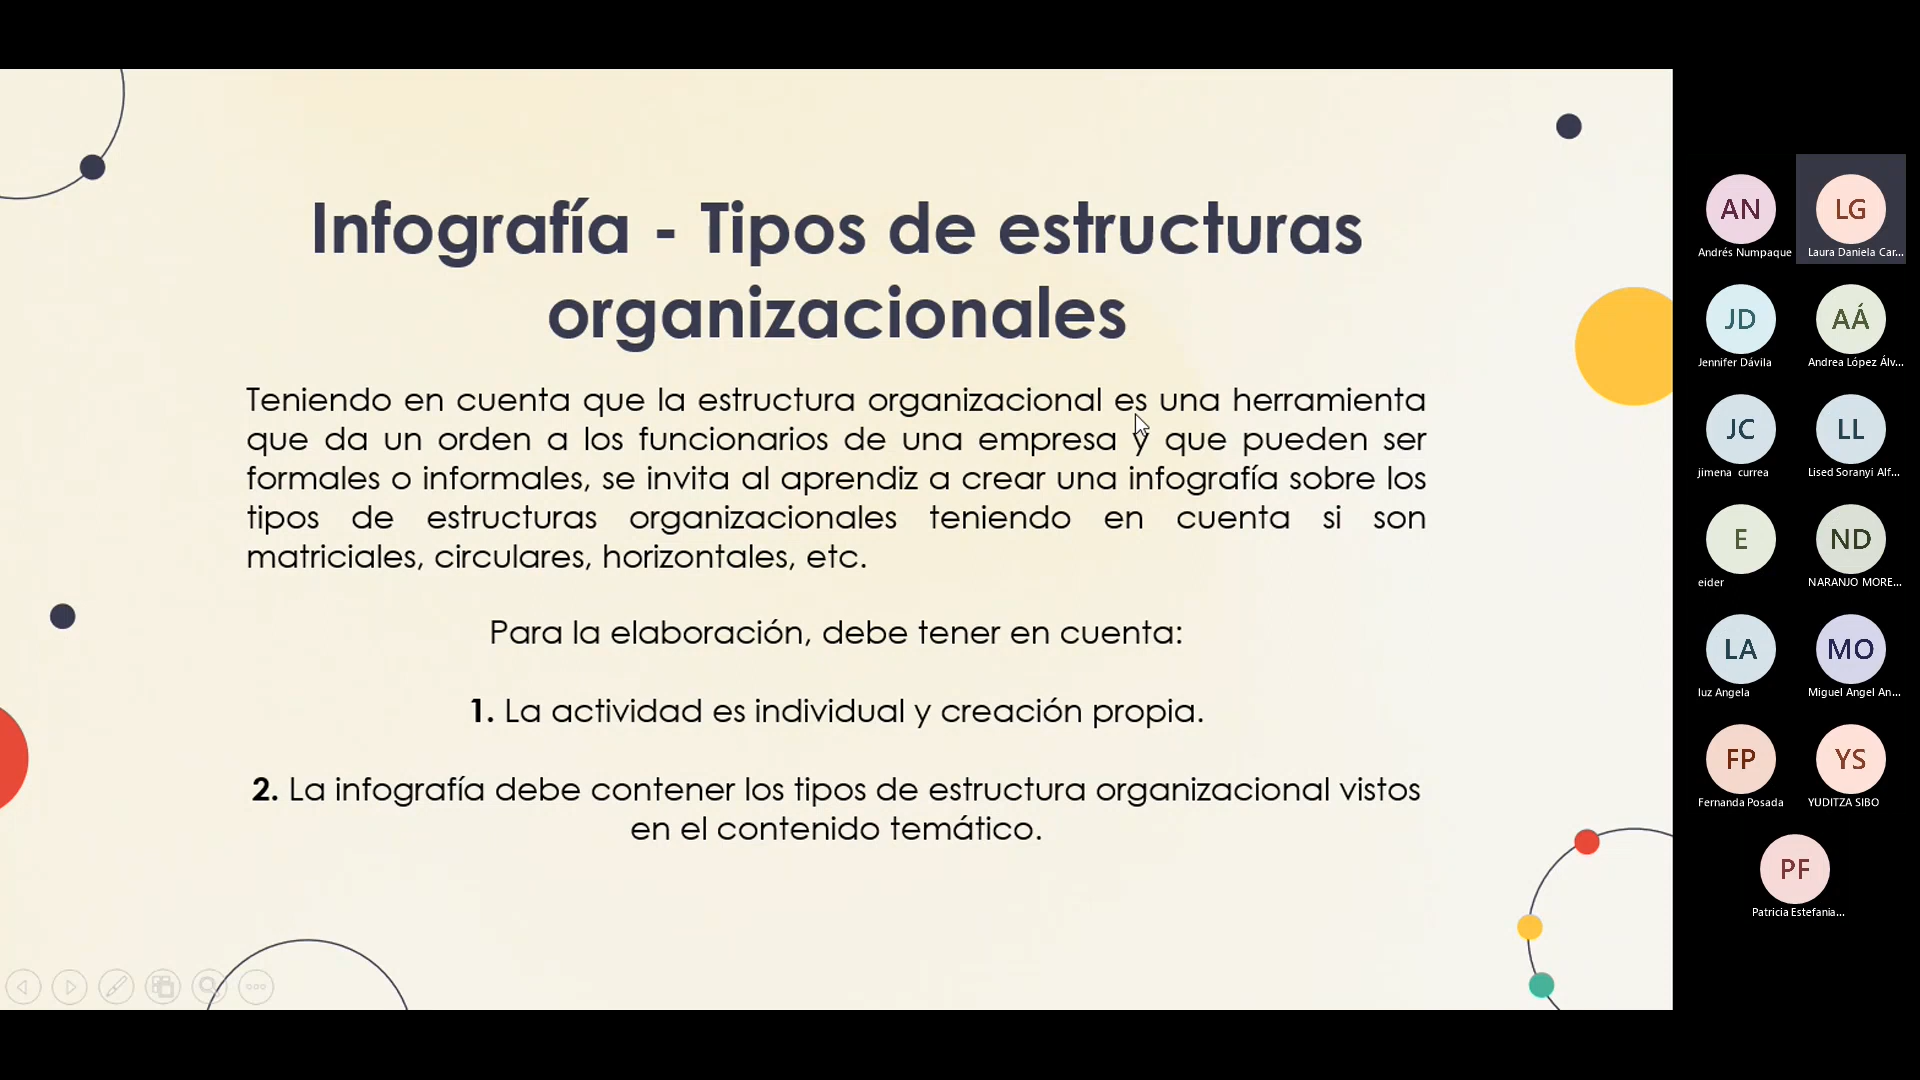 Infografía - Tipos de estructuras
organizacionales
Teniendo en cuenta que la estructura organizacional es una herramienta
que da un orden a los funcionarios de una empresa y que pueden ser
formales o informales, se invita al aprendiz a crear una infografía sobre los
tipos de estructuras organizacionales teniendo en cuenta si son
matriciales, circulares, horizontales, etc.
Para la elaboración, debe tener en cuenta:
1. La actividad es individual y creación propia.
2. La infografía debe contener los tipos de estructura organizacional vistos
en el contenido temático.
AN
Andrés Numpaque
LG
Laura Daniela Car...
JD
Jennifer Dávila
AÁ
Andrea López Álv...
JC
jimena currea
LL
Lised Soranyi Alf...
E
eider
ND
NARANJO MORE...
LA
luz Angela
MO
Miguel Angel An...
FP
Fernanda Posada
YS
YUDITZA SIBO
PF
Patricia Estefania...